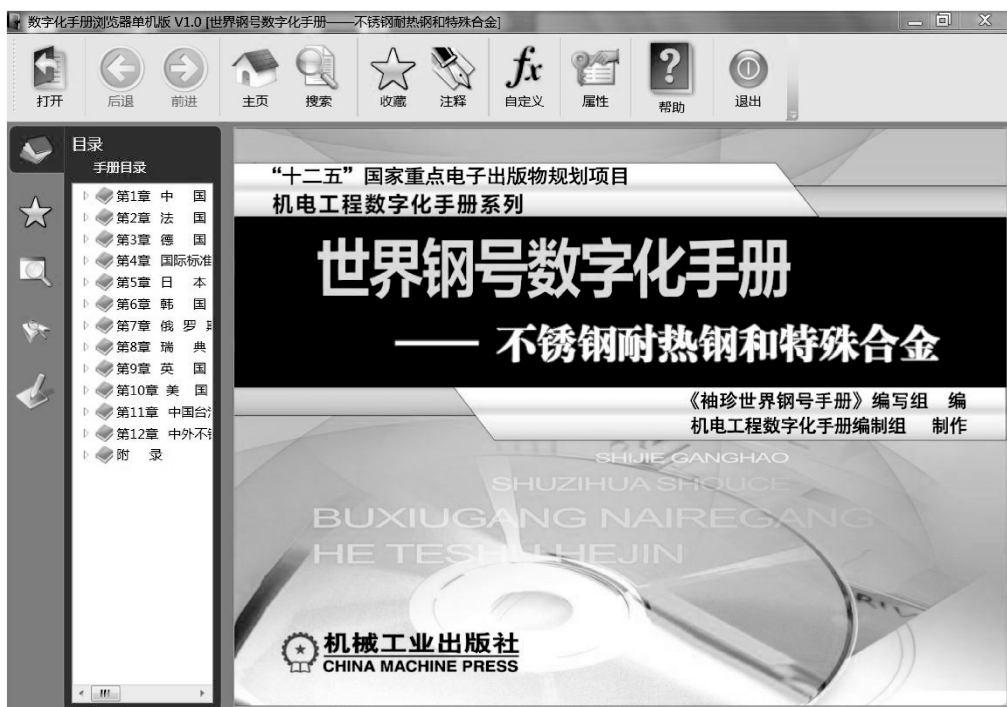 数字化手册浏览器单机版 V1.0 [世界钢号数字化手册——不锈钢耐热钢和特殊合金]
打开 后退 前进 主页 搜索 收藏 注释 fx 自定义 属性 ? 帮助 退出
目录
手册目录
第1章 中 国
第2章 法 国
第3章 德 国
第4章 国际标准
第5章 日 本
第6章 韩 国
第7章 俄 罗
第8章 瑞 典
第9章 英 国
第10章 美 国
第11章 中国台
第12章 中外不
附 录
“十二五”国家重点电子出版物规划项目
机电工程数字化手册系列
世界钢号数字化手册
—— 不锈钢耐热钢和特殊合金
《袖珍世界钢号手册》编写组 编
机电工程数字化手册编制组 制作
SHIJIE GANGHAO
SHUZIHUA SHOUCE
BUXIUGANG NAIREGANG
HE TESHU HEJIN
机械工业出版社
CHINA MACHINE PRESS